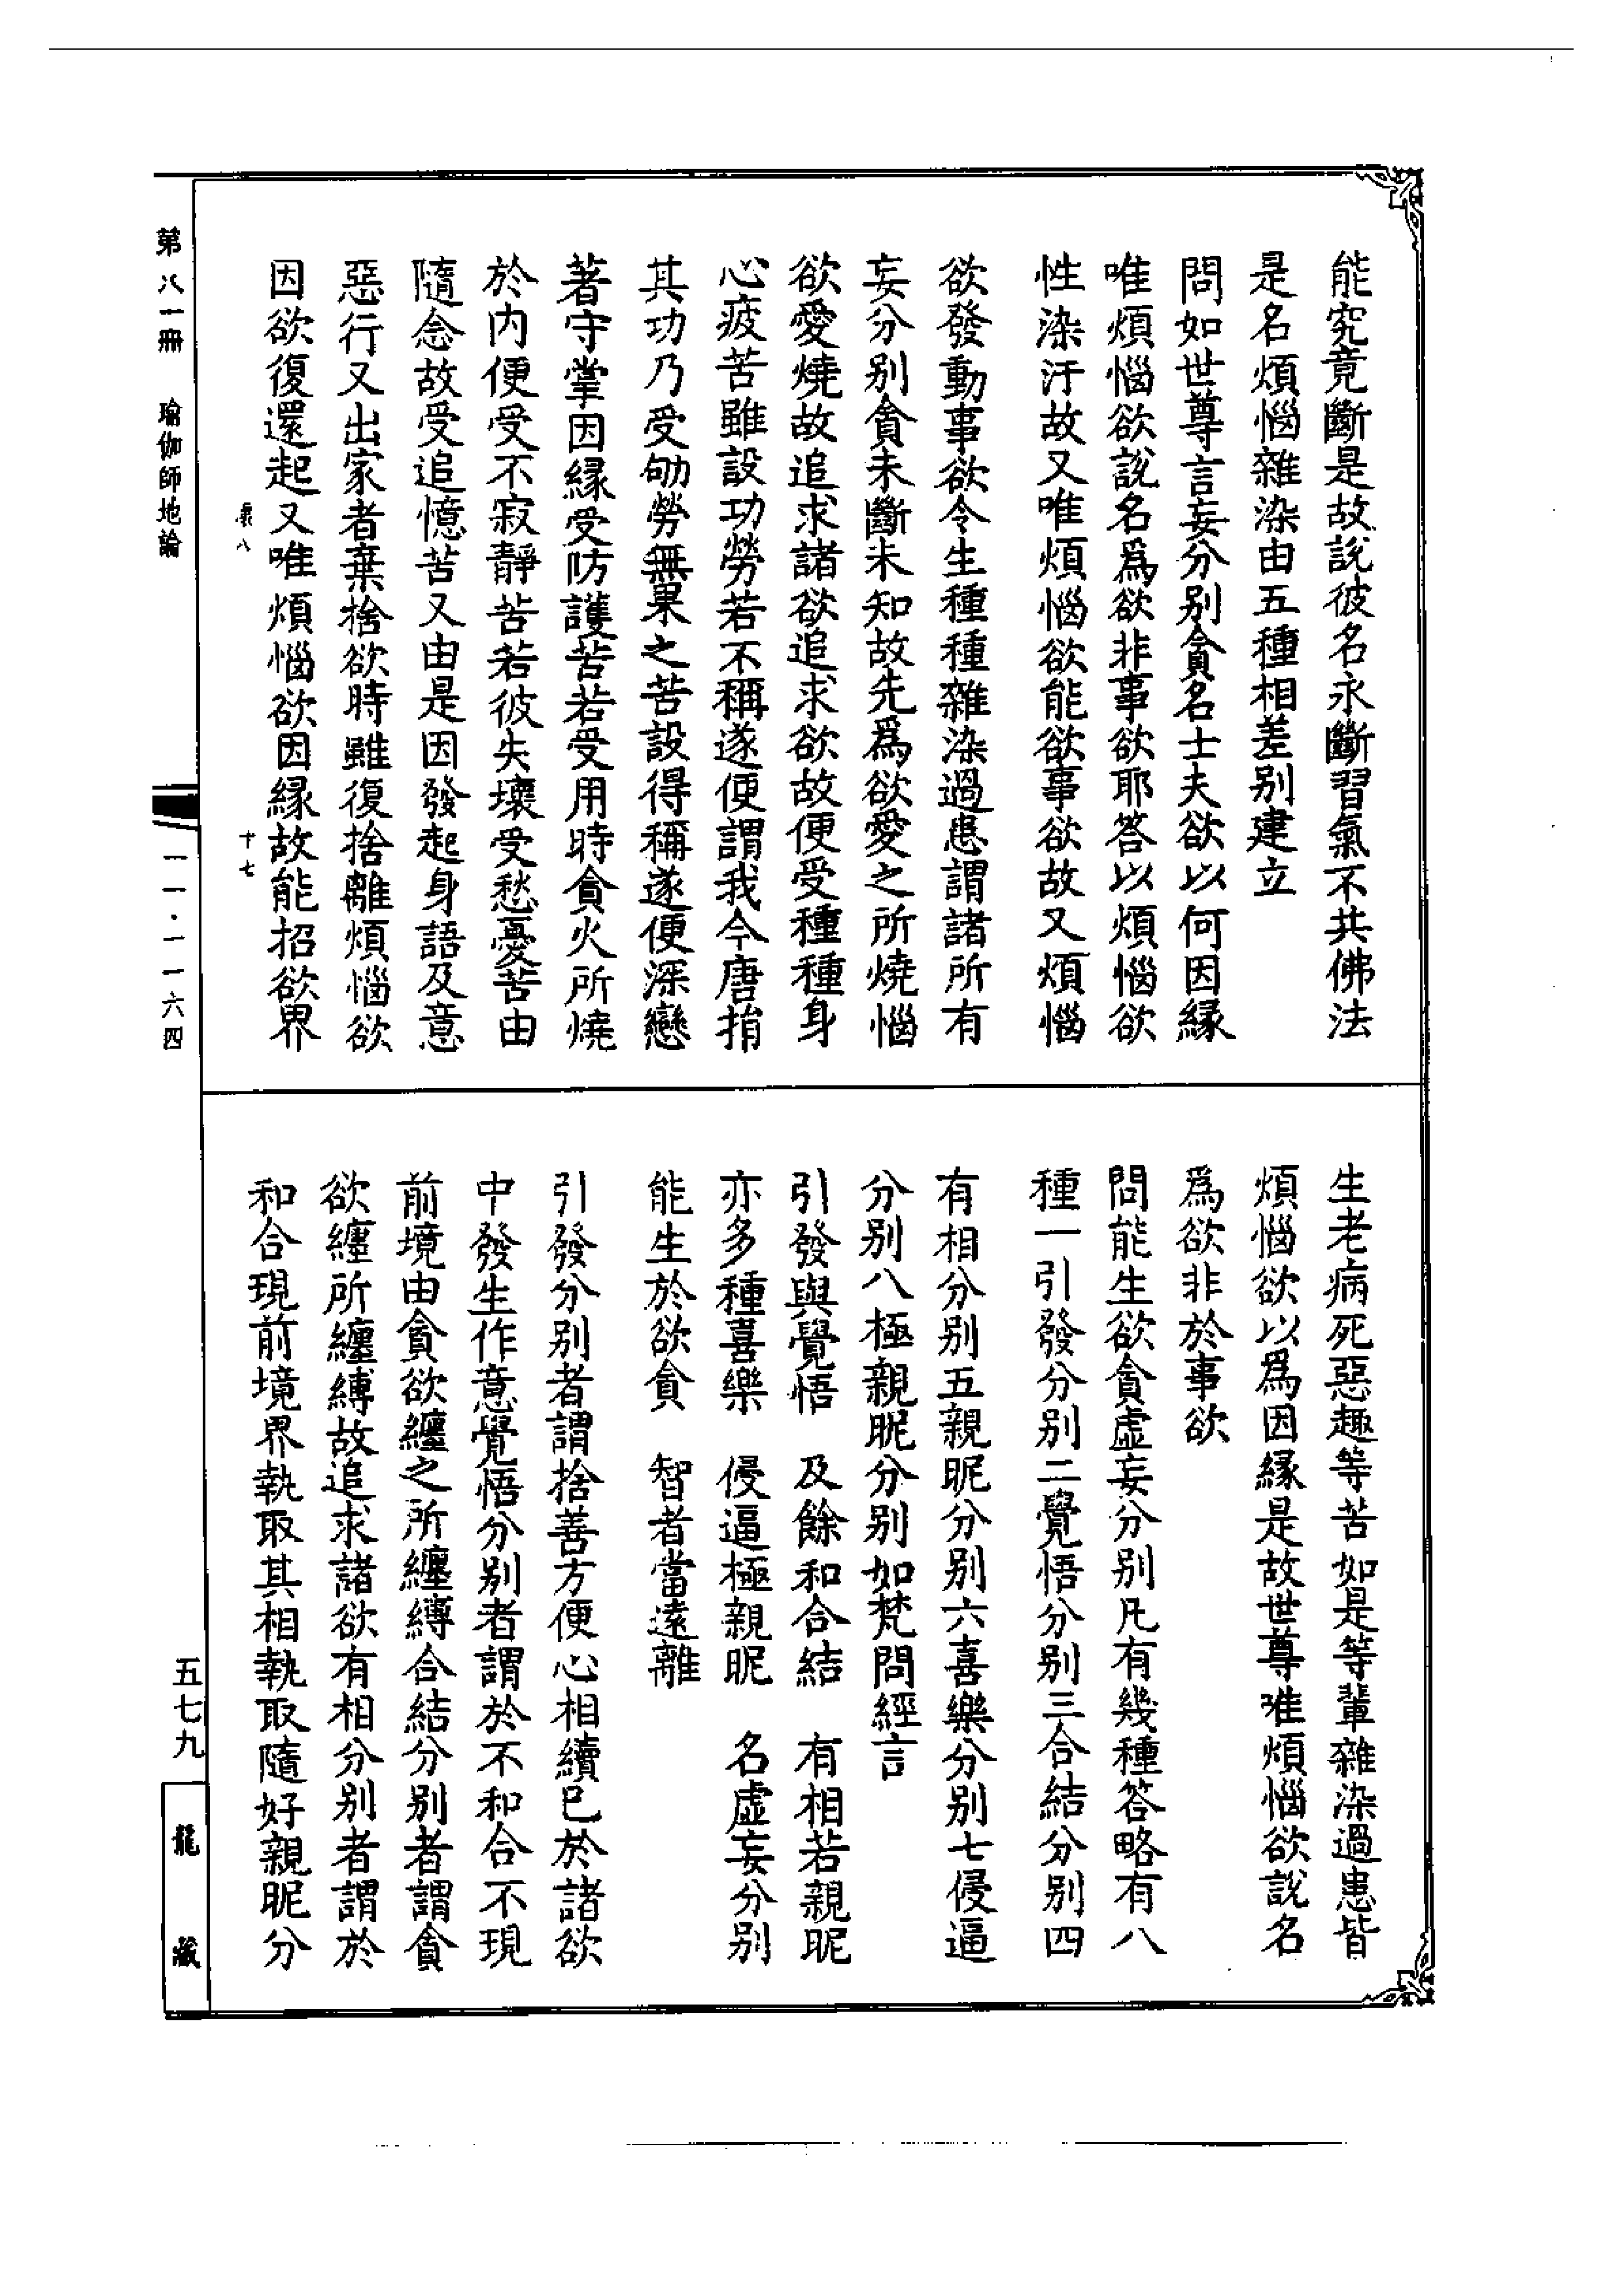 能究竟斷是故說彼名永斷習氣不共佛法
是名煩惱雜染由五種相差别建立
問如世尊言妄分别貪名士夫欲以何因緣
唯煩惱欲說名爲欲非事欲耶答以煩惱欲
性染汙故又唯煩惱欲能欲事欲故又煩惱
欲發動事欲令生種種雜染過患謂諸所有
妄分别貪未斷未知故先爲欲愛之所燒惱
欲愛燒故追求諸欲追求欲故便受種種身
心疲苦雖設功勞若不稱遂便謂我今唐捐
其功乃受劬勞無果之苦設得稱遂便深戀
著守掌因緣受防護苦若受用時貪火所燒
於内便受不寂靜苦若彼失壞受愁憂苦由
隨念故受追憶苦又由是因發起身語及意
惡行又出家者棄捨欲時雖復捨離煩惱欲
因欲復還起又唯煩惱欲因緣故能招欲界
生老病死惡趣等苦如是等輩雜染過患皆
煩惱欲以爲因緣是故世尊唯煩惱欲說名
爲欲非於事欲
問能生欲貪虛妄分别凡有幾種答略有八
種一引發分别二覺悟分别三合結分别四
有相分别五親昵分别六喜樂分别七侵逼
分别八極親昵分别如梵問經言
引發與覺悟　及餘和合結　有相若親昵
亦多種喜樂　侵逼極親昵　名虛妄分别
能生於欲貪　智者當遠離
引發分别者謂捨善方便心相續已於諸欲
中發生作意覺悟分别者謂於不和合不現
前境由貪欲纏之所纏縛合結分别者謂貪
欲纏所纏縛故追求諸欲有相分别者謂於
和合現前境界執取其相執取隨好親昵分
八
十七
第八一冊　瑜伽師地論
一一·一一六四
五七九
龍藏